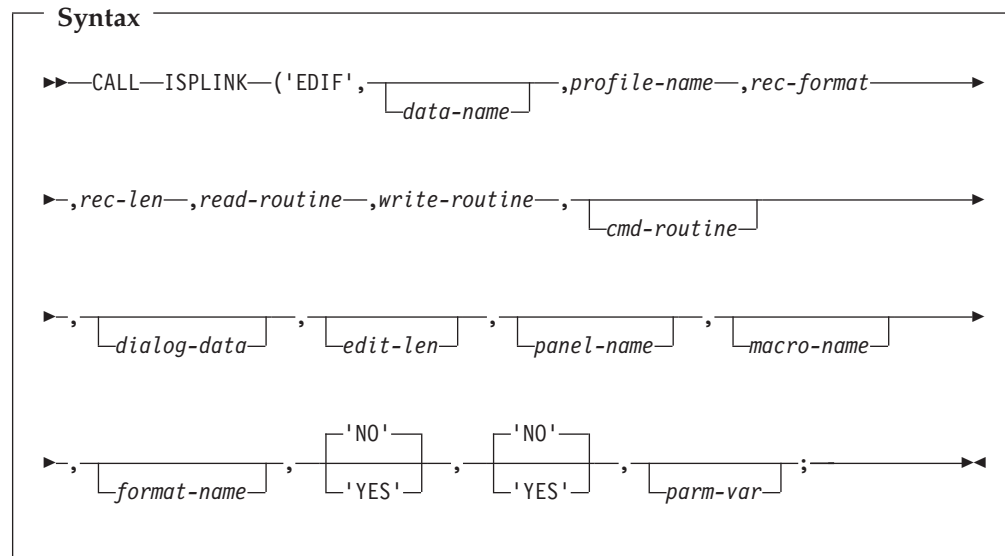 Syntax
CALL ISPLINK ('EDIF', data-name ,profile-name ,rec-format
,rec-len ,read-routine ,write-routine , cmd-routine
, dialog-data , edit-len , panel-name , macro-name
, format-name , 'NO' 'YES' , 'NO' 'YES' , parm-var ;